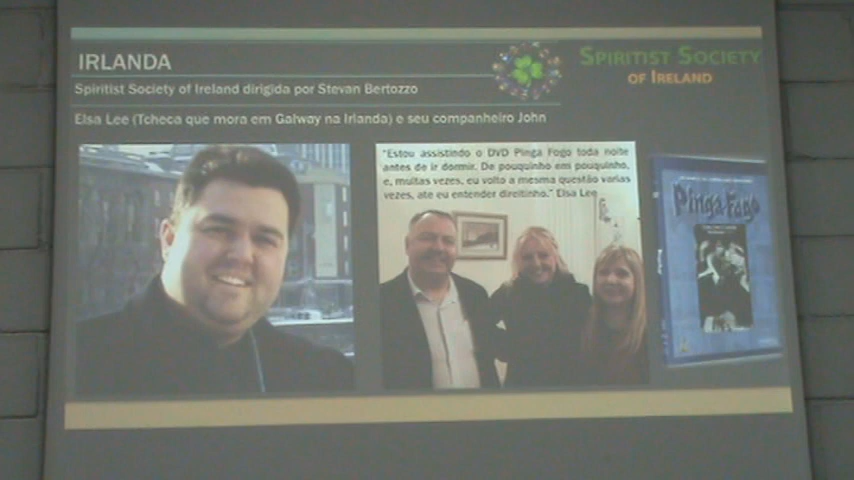 IRLANDA
SPIRITIST SOCIETY
OF IRELAND
Spiritist Society of Ireland dirigida por Stevan Bertozzo
Elsa Lee (Tcheca que mora em Galway na Irlanda) e seu companheiro John
"Estou assistindo o DVD Pinga Fogo toda noite
antes de ir dormir. De pouquinho em pouquinho,
e, muitas vezes, eu volto a mesma questão varias
vezes, ate eu entender direitinho." Elsa Lee
Pinga-Fogo